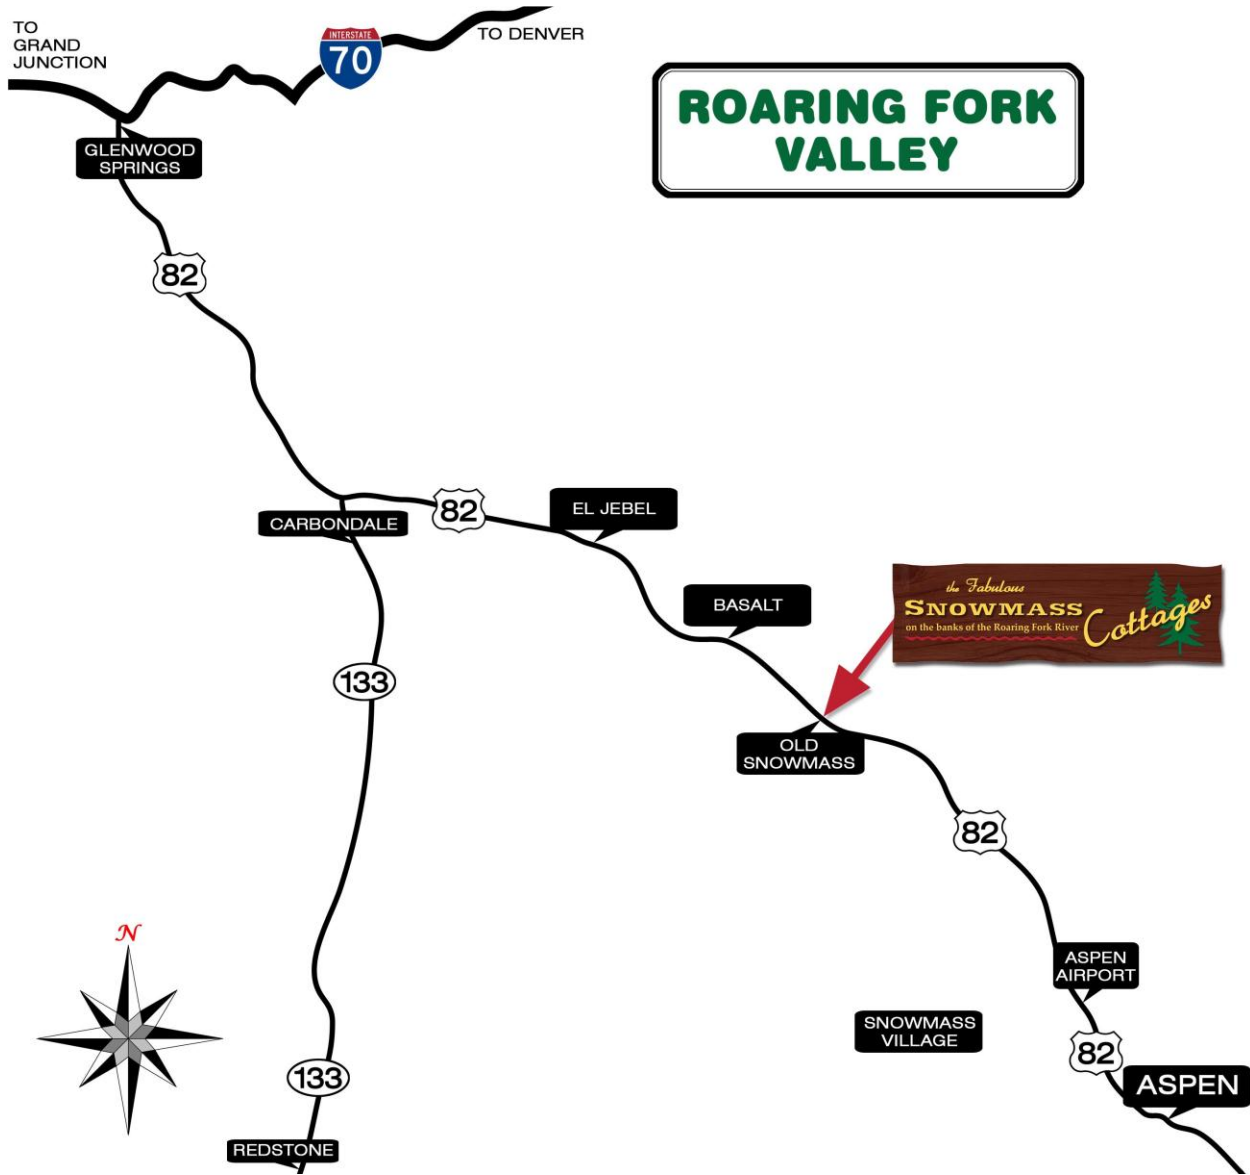 TO
GRAND
JUNCTION
INTERSTATE
70
TO DENVER
ROARING FORK
VALLEY
GLENWOOD
SPRINGS
82
CARBONDALE
82
EL JEBEL
BASALT
the Fabulous
SNOWMASS
on the banks of the Roaring Fork River
Cottages
133
OLD
SNOWMASS
82
N
ASPEN
AIRPORT
SNOWMASS
VILLAGE
82
133
ASPEN
REDSTONE